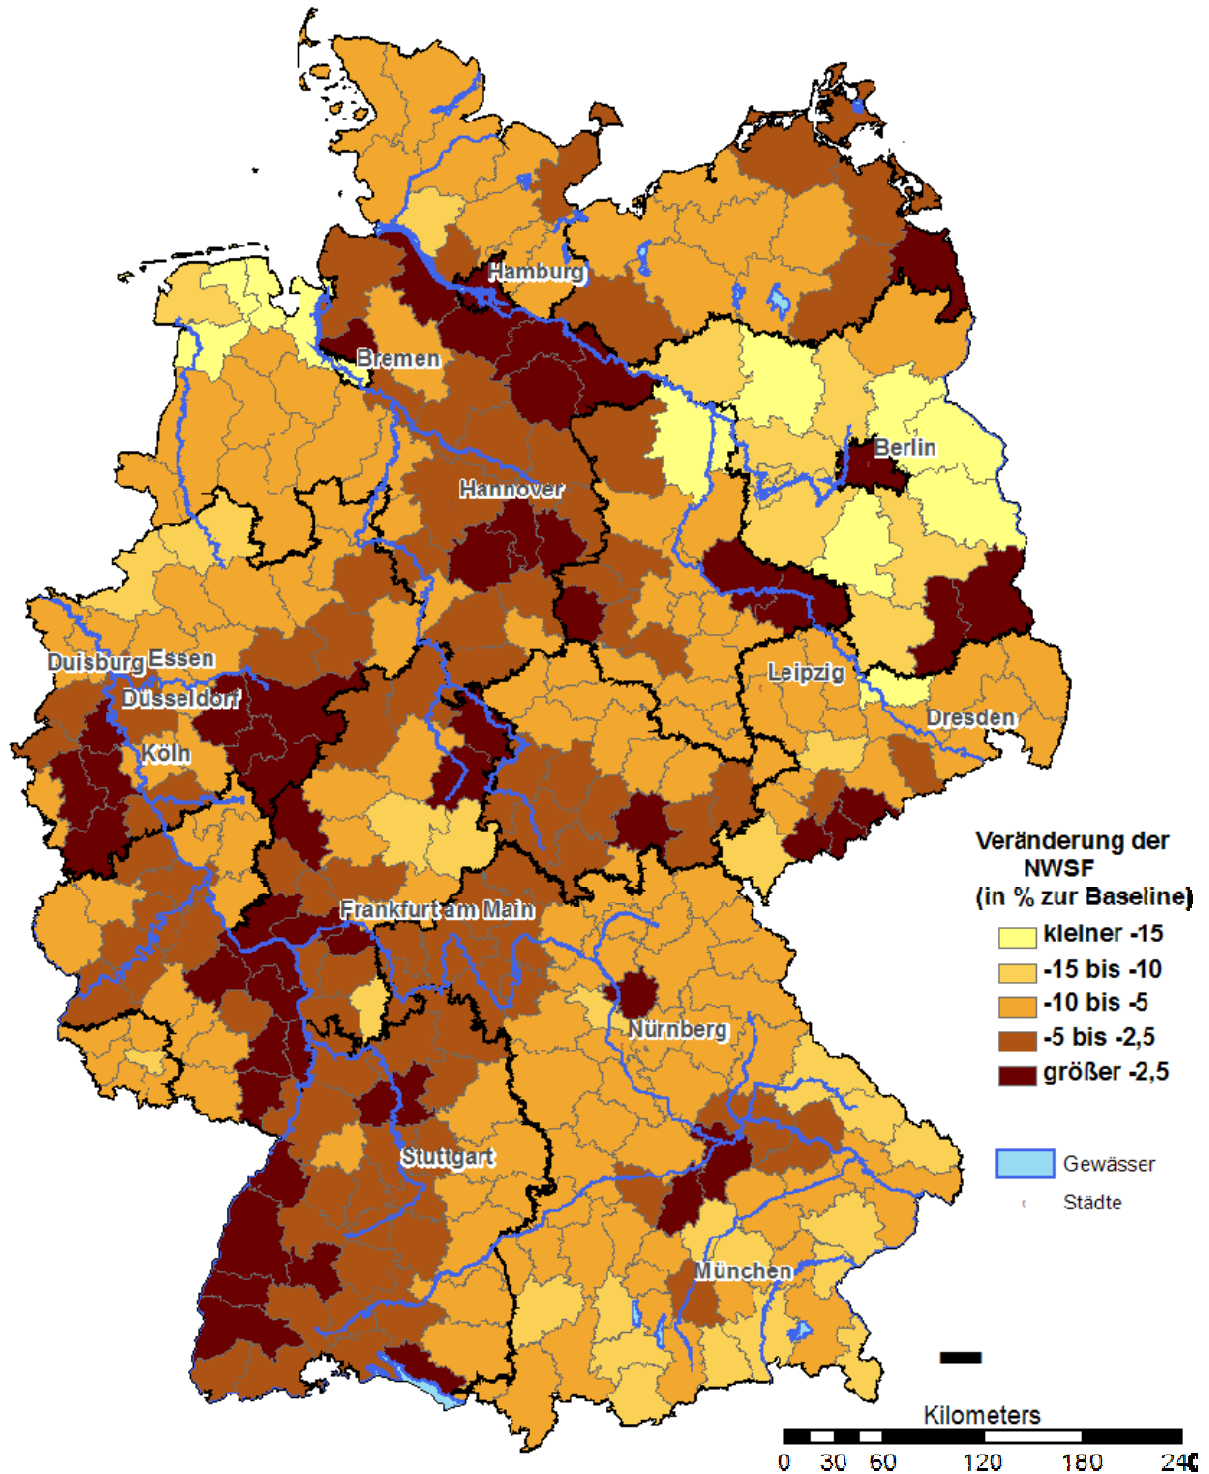 Hamburg
Bremen
Berlin
Hannover
Duisburg
Essen
Düsseldorf
Leipzig
Dresden
Köln
Frankfurt am Main
Nürnberg
Stuttgart
München
Veränderung der
NWSF
(in % zur Baseline)
kleiner -15
-15 bis -10
-10 bis -5
-5 bis -2,5
größer -2,5
Gewässer
Städte
Kilometers
0 30 60 120 180 240